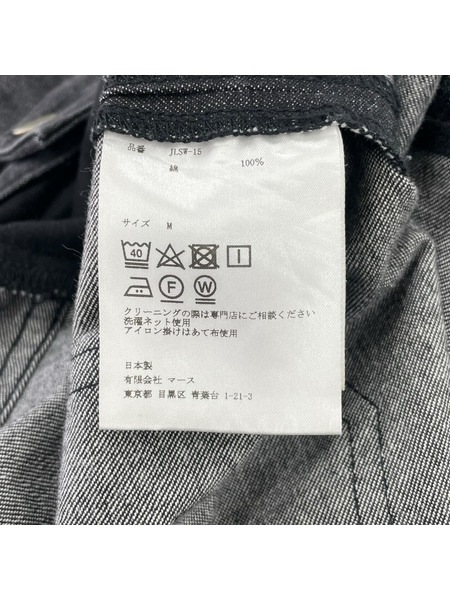 品番 JLSW-15
綿 100%
サイズ M
40
F W
クリーニングの際は専門店にご相談ください
洗濯ネット使用
アイロン掛けはあて布使用
日本製
有限会社 マース
東京都 目黒区 青葉台 1-21-3